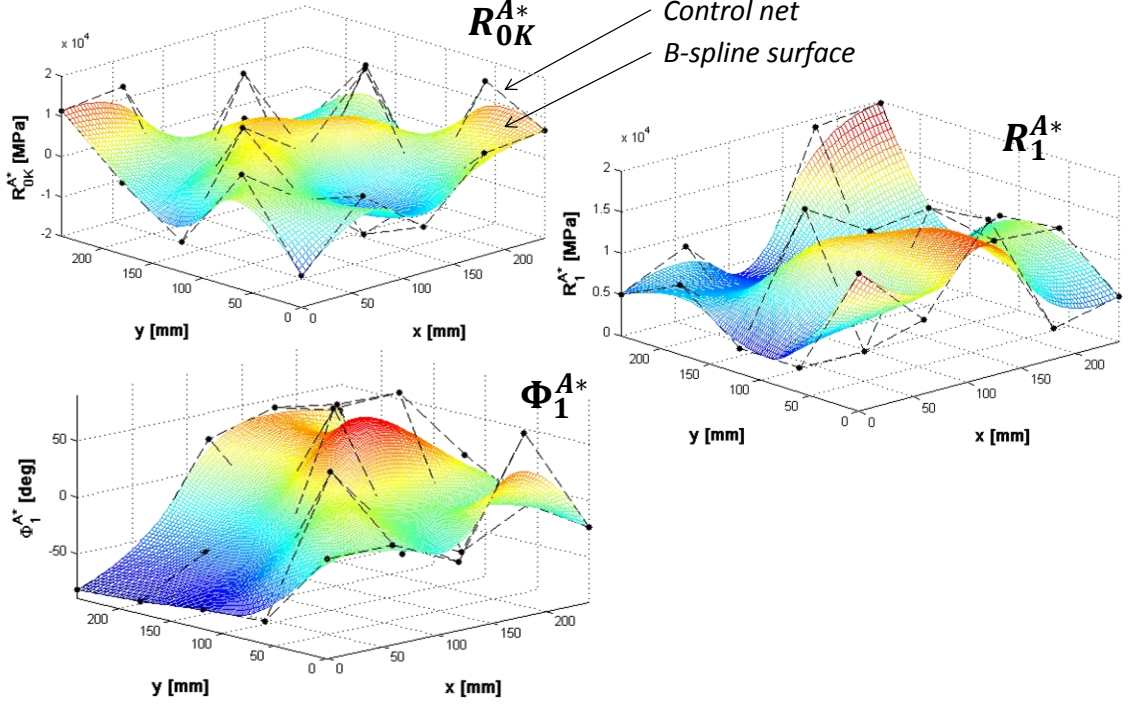 Control net
R_{0K}^{A*}
B-spline surface
x 10^4
2
1
0
-1
-2
R_{0K}^{A*} [MPa]
200
150
100
50
0
0
50
100
150
200
y [mm]
x [mm]
x 10^4
R_1^{A*}
2
1.5
1
0.5
0
R_1^{A*} [MPa]
200
150
100
50
0
0
50
100
150
200
y [mm]
x [mm]
Φ_1^{A*}
50
0
-50
Φ_1^{A*} [deg]
200
150
100
50
0
0
50
100
150
200
y [mm]
x [mm]